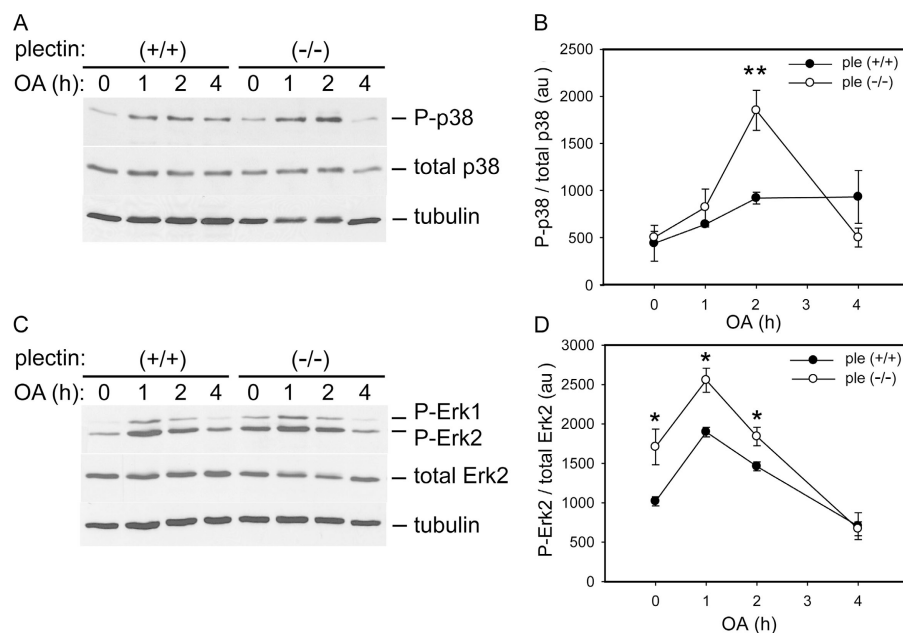 A
plectin: (+/+) (-/-)
OA (h): 0 1 2 4 0 1 2 4
P-p38
total p38
tubulin
B
2500
2000
1500
1000
500
0
P-p38 / total p38 (au)
ple (+/+)
ple (-/-)
**
0 1 2 3 4
OA (h)
C
plectin: (+/+) (-/-)
OA (h): 0 1 2 4 0 1 2 4
P-Erk1
P-Erk2
total Erk2
tubulin
D
3000
2500
2000
1500
1000
500
0
P-Erk2 / total Erk2 (au )
ple (+/+)
ple (-/-)
* * *
0 1 2 3 4
OA (h)